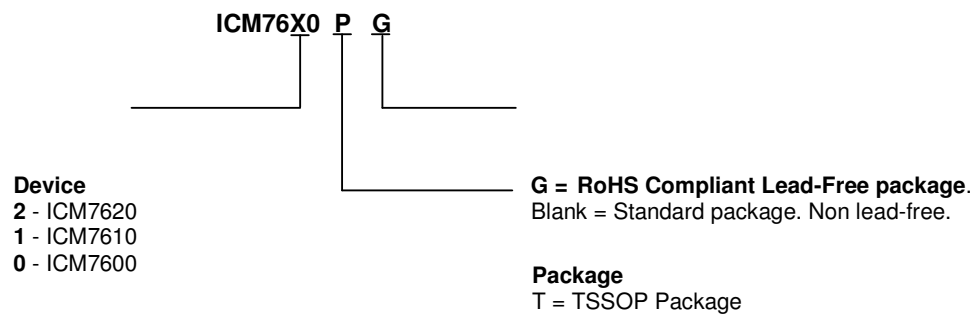 ICM76X0 P G
Device
2 - ICM7620
1 - ICM7610
0 - ICM7600
G = RoHS Compliant Lead-Free package.
Blank = Standard package. Non lead-free.
Package
T = TSSOP Package